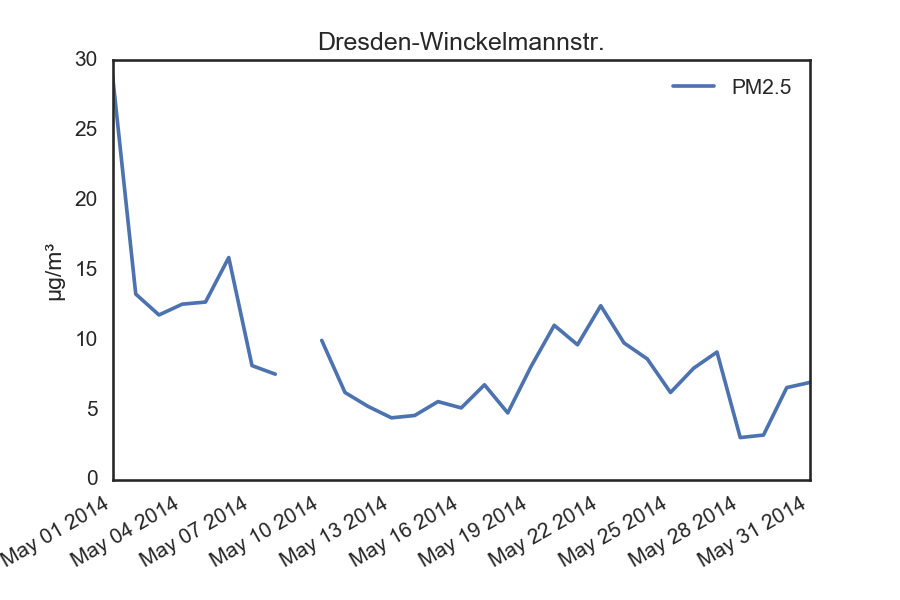 Dresden-Winckelmannstr.
30
25
20
15
10
5
0
µg/m³
PM2.5
May 01 2014
May 04 2014
May 07 2014
May 10 2014
May 13 2014
May 16 2014
May 19 2014
May 22 2014
May 25 2014
May 28 2014
May 31 2014